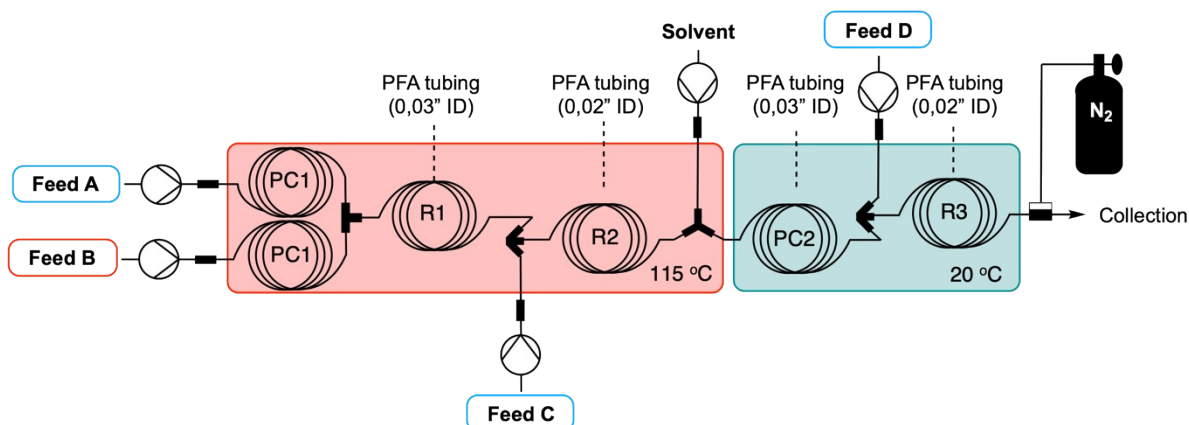 Solvent
Feed D
PFA tubing
(0,03” ID)
PFA tubing
(0,02” ID)
PFA tubing
(0,03” ID)
PFA tubing
(0,02” ID)
N2
Feed A
PC1
R1
R2
PC2
R3
Collection
Feed B
PC1
115 ºC
20 ºC
Feed C